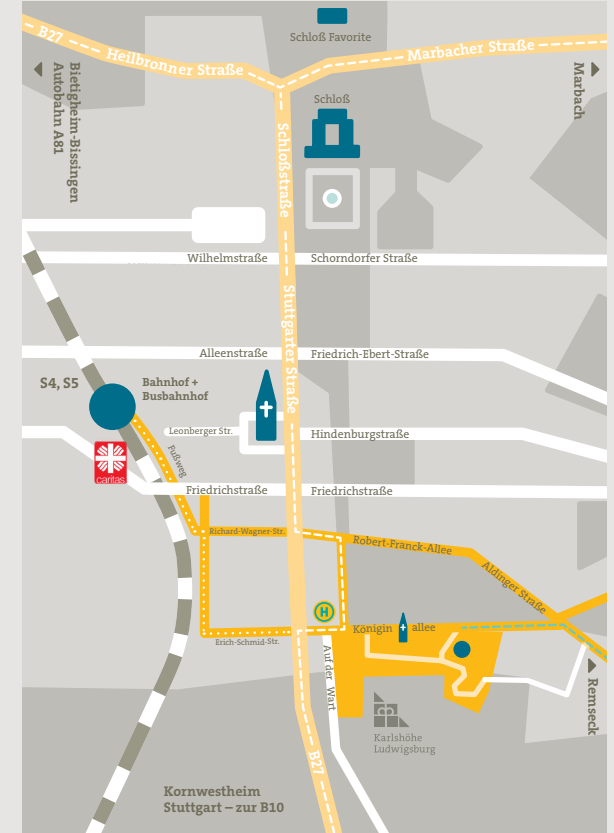 B27
Heilbronner Straße
Schloß Favorite
Marbacher Straße
Bietigheim-Bissingen
Autobahn A81
Marbach
Schloß
Schloßstraße
Wilhelmstraße
Schorndorfer Straße
Stuttgarter Straße
Alleenstraße
Friedrich-Ebert-Straße
S4, S5
Bahnhof +
Busbahnhof
Leonberger Str.
Hindenburgstraße
Fußweg
caritas
Friedrichstraße
Friedrichstraße
Richard-Wagner-Str.
Robert-Franck-Allee
Aldinger Straße
H
Königin allee
Erich-Schmid-Str.
Auf der Wart
Remseck
Karlshöhe
Ludwigsburg
B27
Kornwestheim
Stuttgart – zur B10